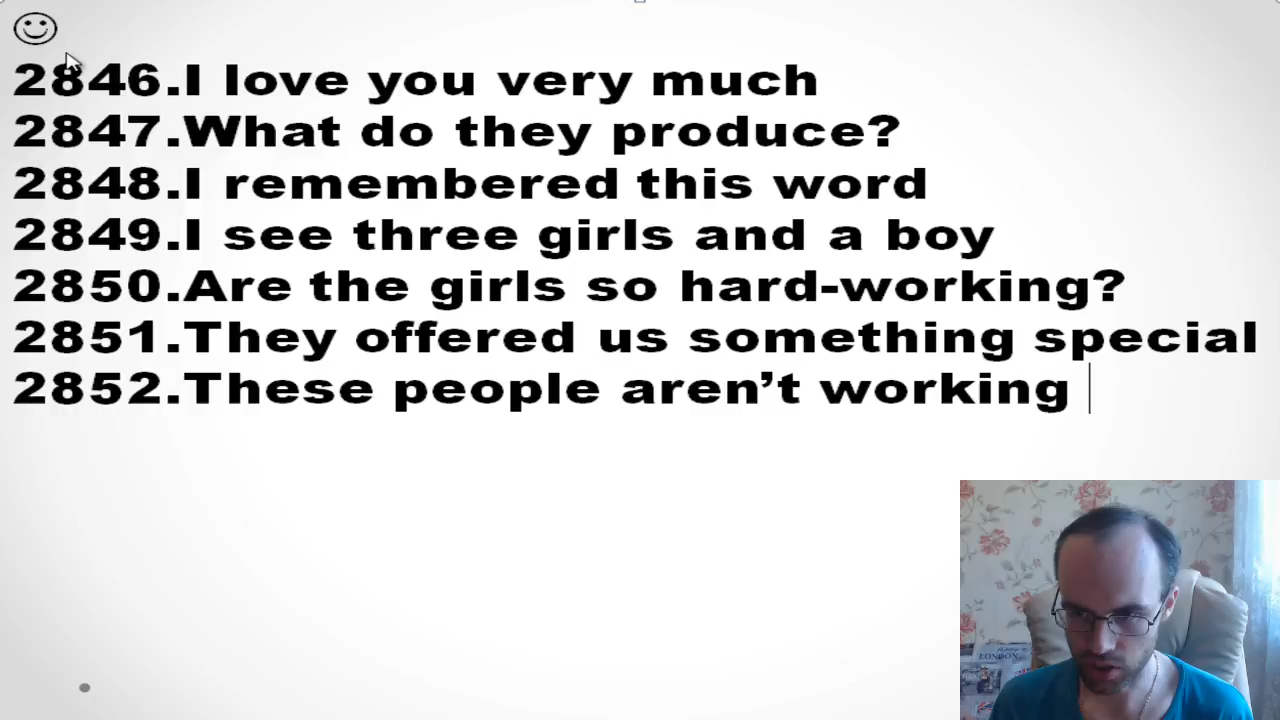 2846.I love you very much
2847.What do they produce?
2848.I remembered this word
2849.I see three girls and a boy
2850.Are the girls so hard-working?
2851.They offered us something special
2852.These people aren’t working
LONDON